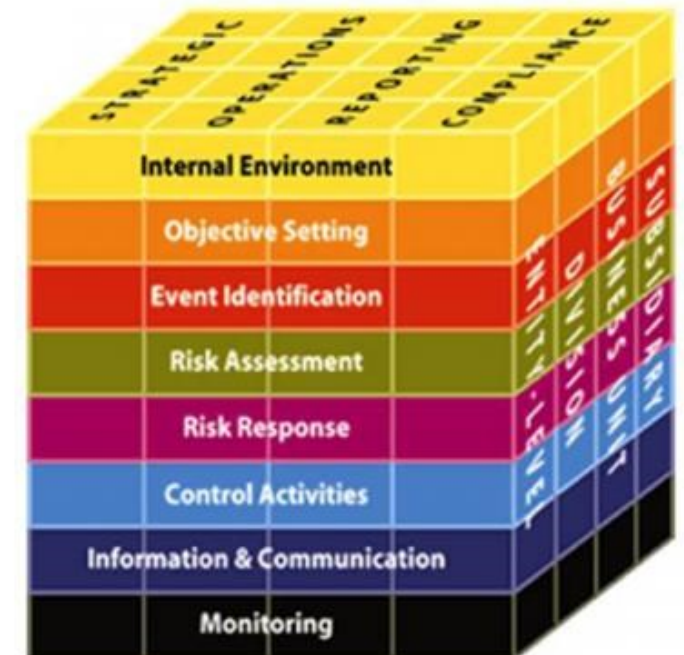 STRATEGIC
OPERATIONS
REPORTING
COMPLIANCE
Internal Environment
Objective Setting
Event Identification
Risk Assessment
Risk Response
Control Activities
Information & Communication
Monitoring
ENTITY-LEVEL
DIVISION
BUSINESS UNIT
SUBSIDIARY